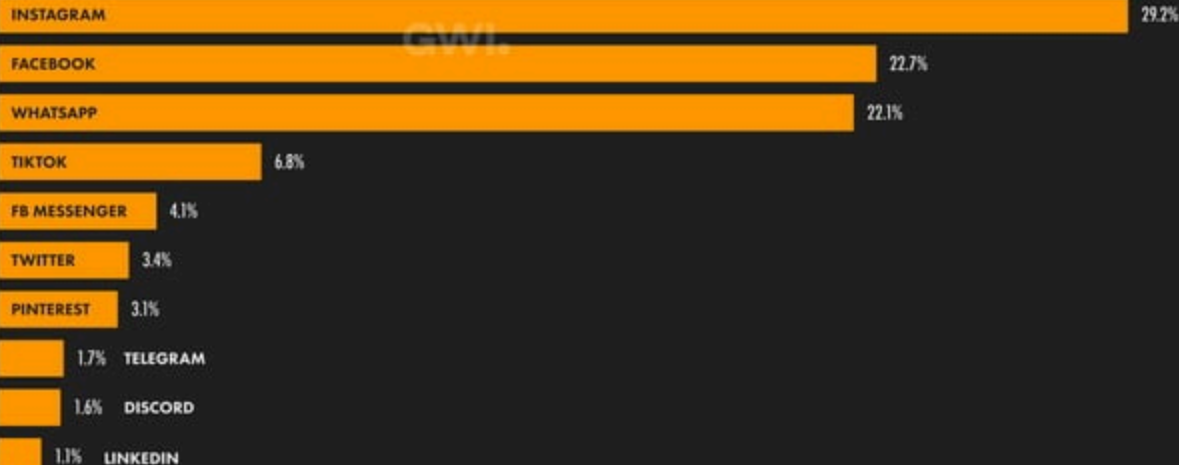 INSTAGRAM 29.2%
GWI.
FACEBOOK 22.7%
WHATSAPP 22.1%
TIKTOK 6.8%
FB MESSENGER 4.1%
TWITTER 3.4%
PINTEREST 3.1%
1.7% TELEGRAM
1.6% DISCORD
1.1% LINKEDIN